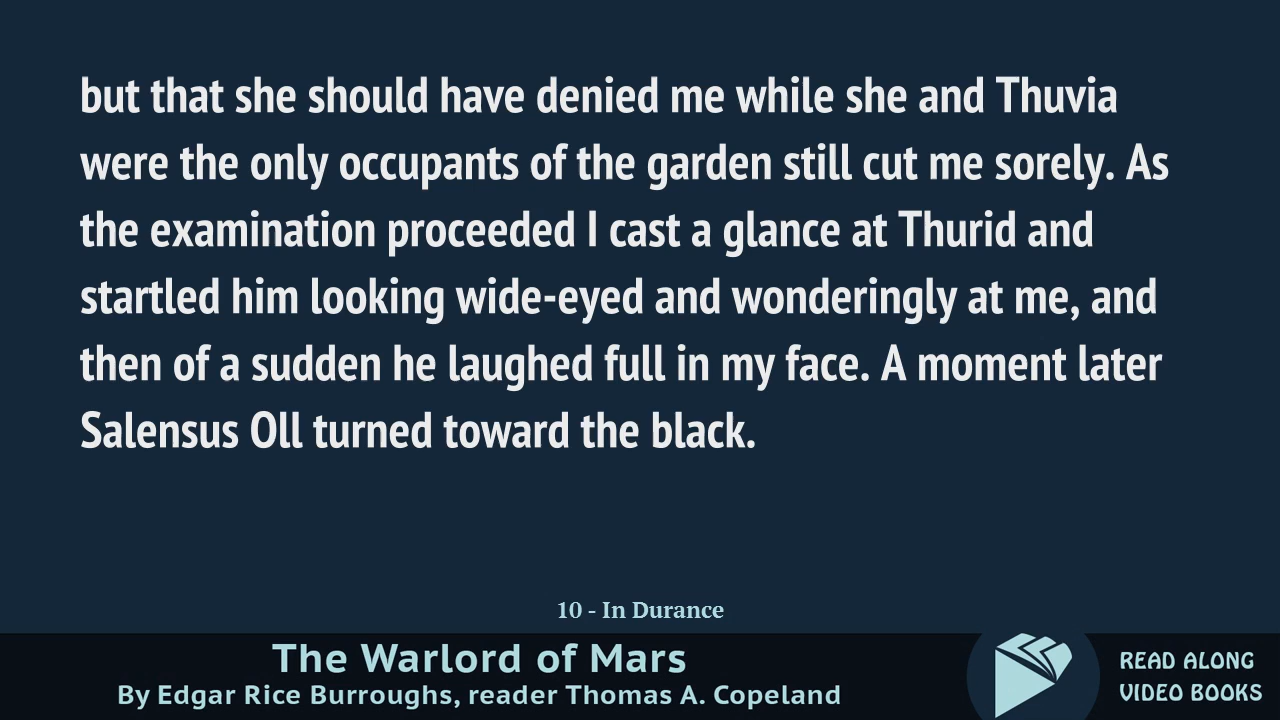 but that she should have denied me while she and Thuvia
were the only occupants of the garden still cut me sorely. As
the examination proceeded I cast a glance at Thurid and
startled him looking wide-eyed and wonderingly at me, and
then of a sudden he laughed full in my face. A moment later
Salensus Oll turned toward the black.
10 - In Durance
The Warlord of Mars
By Edgar Rice Burroughs, reader Thomas A. Copeland
READ ALONG
VIDEO BOOKS